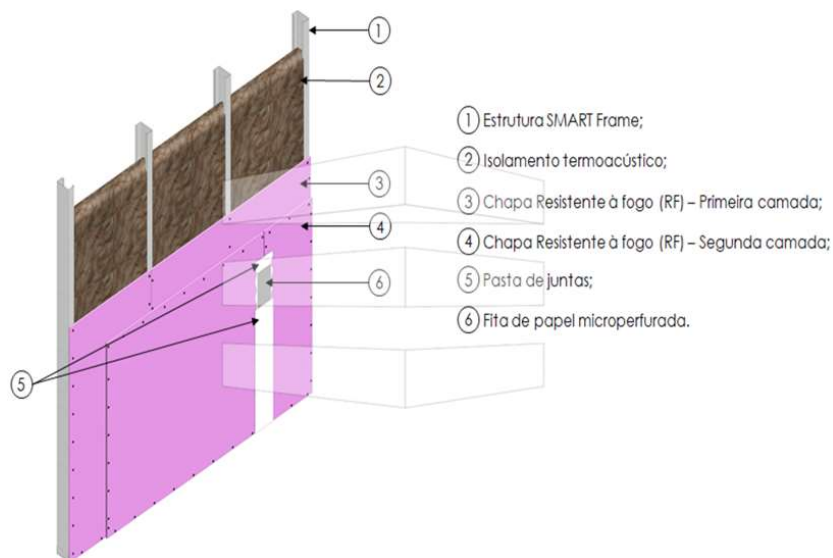 1
2
3
4
6
5
1 Estrutura SMART Frame;
2 Isolamento termoacústico;
3 Chapa Resistente à fogo (RF) – Primeira camada;
4 Chapa Resistente à fogo (RF) – Segunda camada;
5 Pasta de juntas;
6 Fita de papel microperfurada.